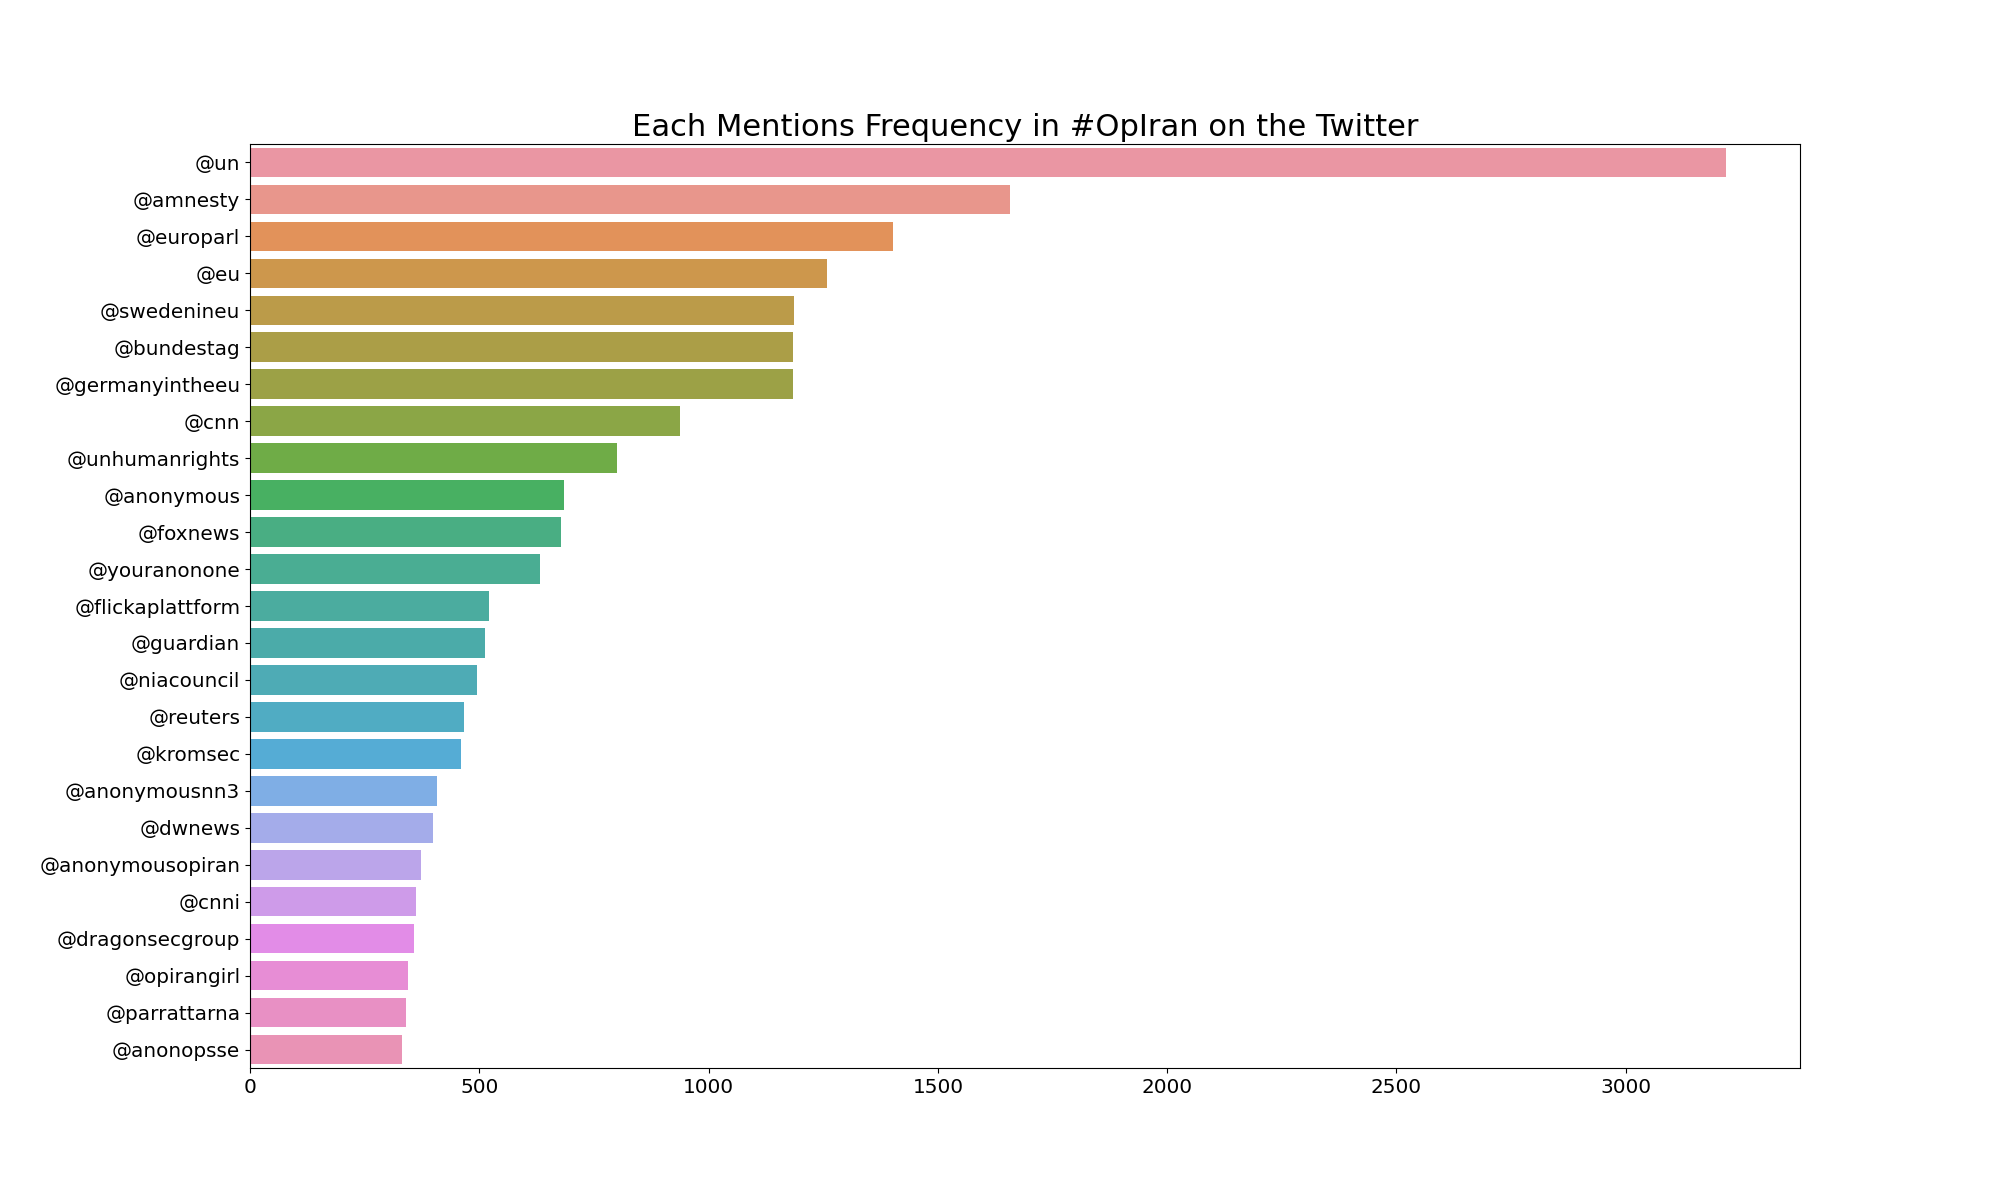 Each Mentions Frequency in #OpIran on the Twitter
@un
@amnesty
@europarl
@eu
@swedenineu
@bundestag
@germanyintheeu
@cnn
@unhumanrights
@anonymous
@foxnews
@youranonone
@flickaplattform
@guardian
@niacouncil
@reuters
@kromsec
@anonymousnn3
@dwnews
@anonymousopiran
@cnni
@dragonsecgroup
@opirangirl
@parrattarna
@anonopsse
0 500 1000 1500 2000 2500 3000